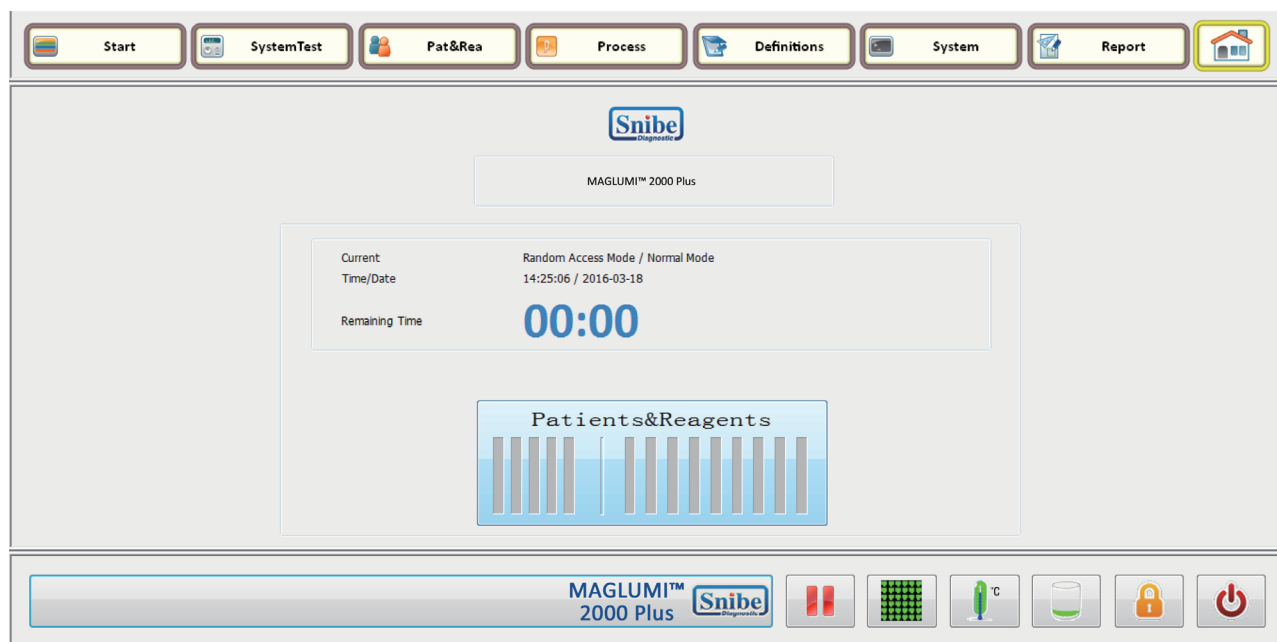 Start SystemTest Pat&Rea Process Definitions System Report
Snibe
Diagnostic
MAGLUMI™ 2000 Plus
Current Random Access Mode / Normal Mode
Time/Date 14:25:06 / 2016-03-18
Remaining Time 00:00
Patients&Reagents
MAGLUMI™
2000 Plus
Snibe
Diagnostic
°C